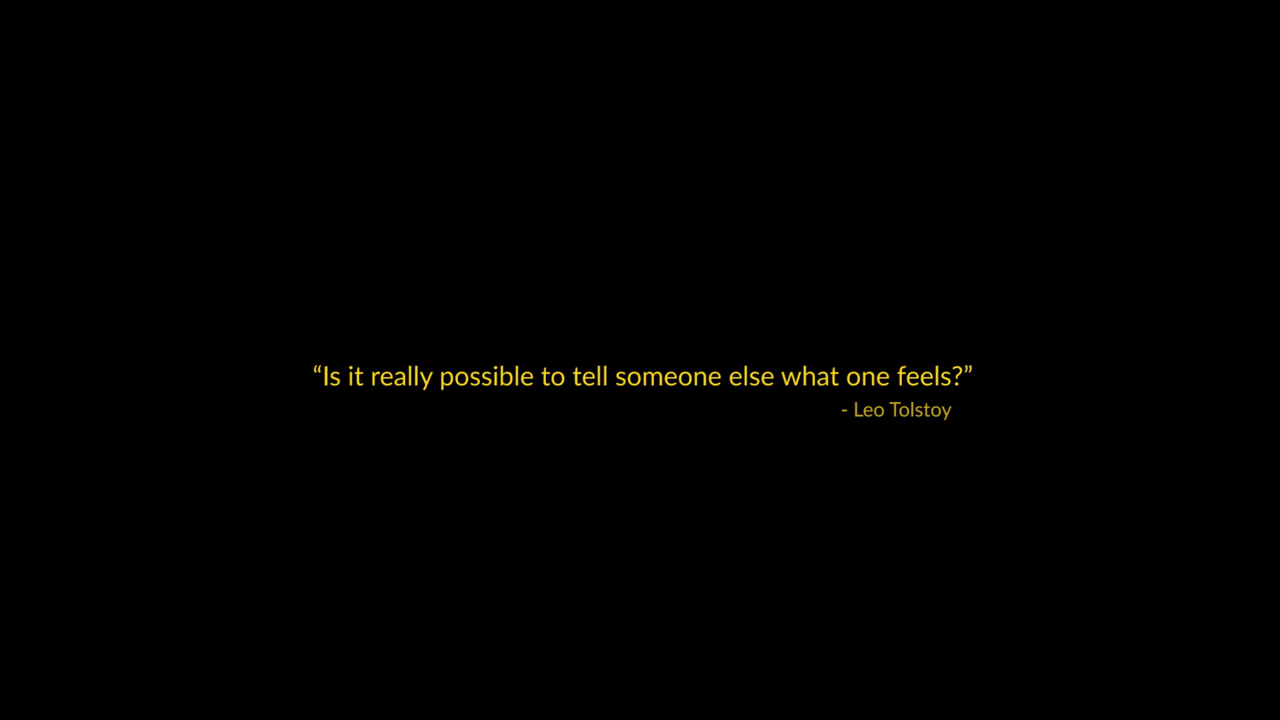 “Is it really possible to tell someone else what one feels?”
- Leo Tolstoy